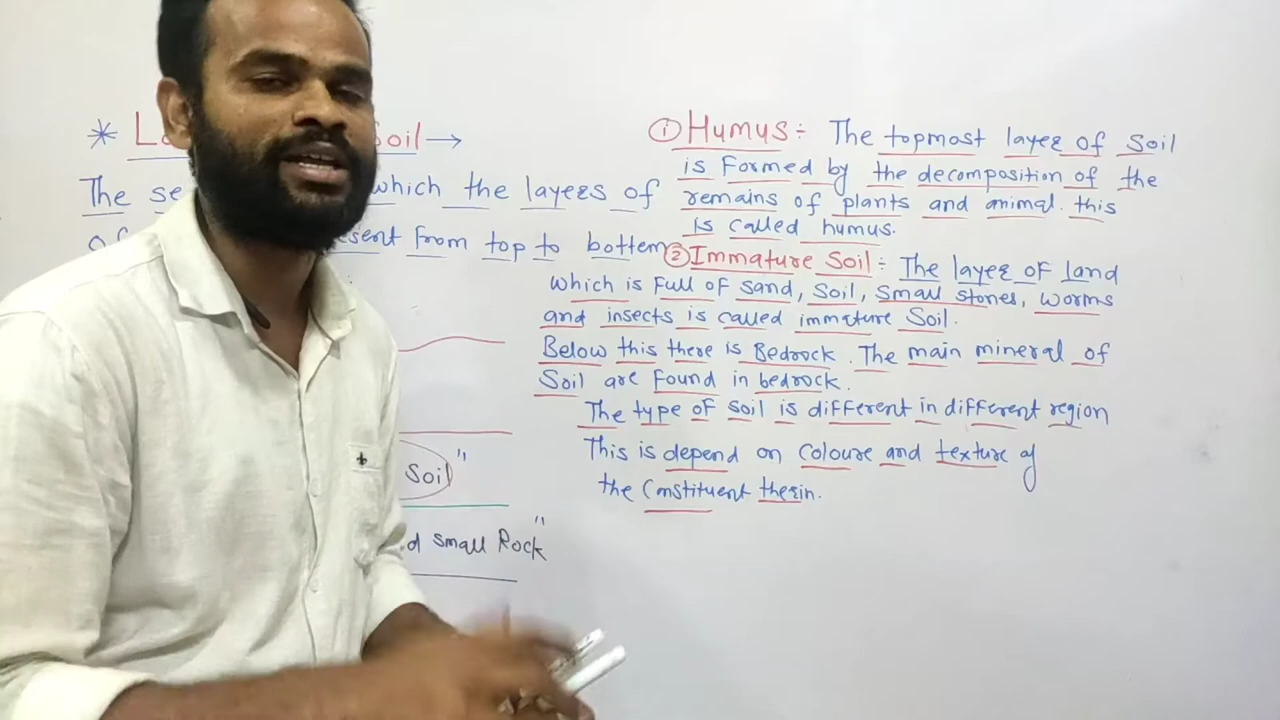 * Soil →
The which the layers of
from top to bottem
Soil"
small Rock"
① Humus :- The topmost layer of Soil
is Formed by the decomposition of the
remains of plants and animal. this
is called humus.
② Immature Soil :- The layer of land
which is full of sand, Soil, small stones, worms
and insects is called immature Soil.
Below this there is Bedrock. The main mineral of
Soil are found in bedrock.
The type of soil is different in different region
This is depend on coloure and texture of
the Constituent therin.